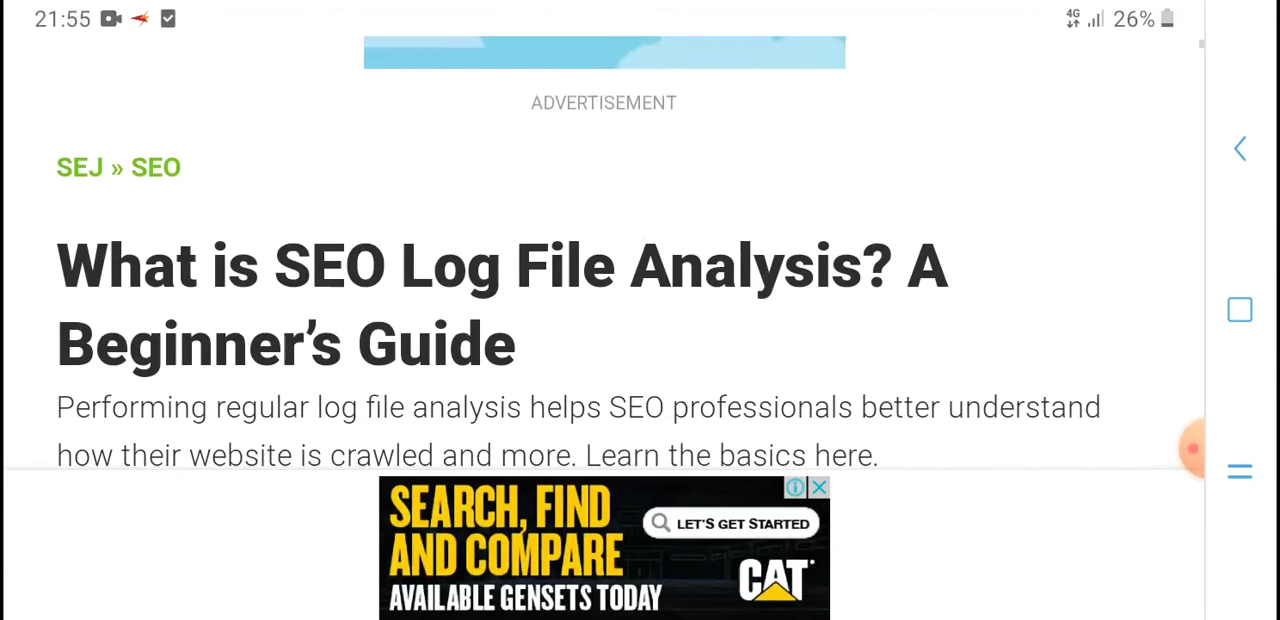 21:55
4G 26%
ADVERTISEMENT
SEJ » SEO
What is SEO Log File Analysis? A
Beginner’s Guide
Performing regular log file analysis helps SEO professionals better understand
how their website is crawled and more. Learn the basics here.
SEARCH, FIND
AND COMPARE
AVAILABLE GENSETS TODAY
LET'S GET STARTED
CAT